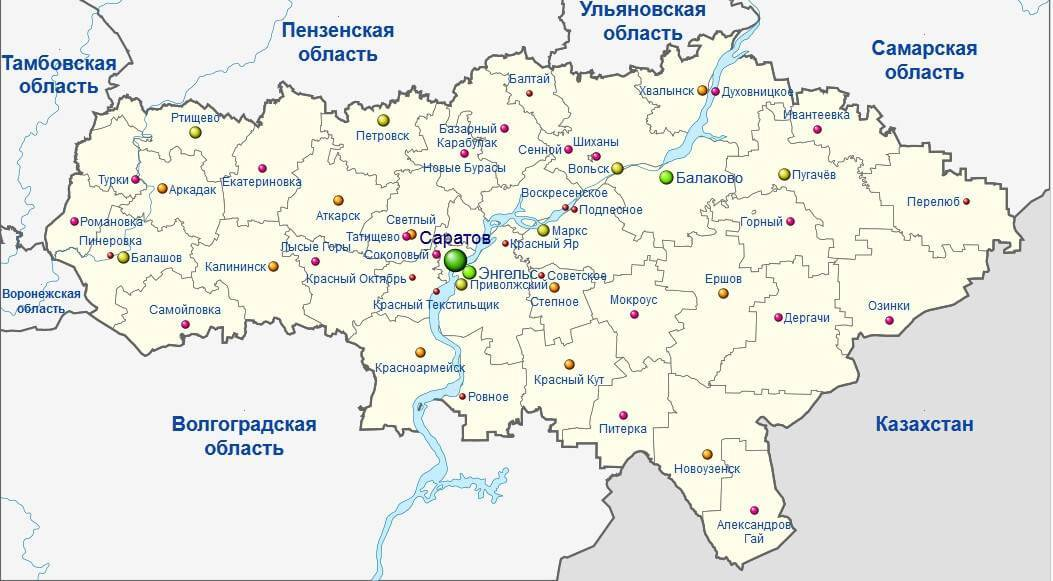 Ульяновская
область
Пензенская
область
Самарская
область
Тамбовская
область
Балтай
Хвалынск
Духовницкое
Ивантеевка
Ртищево
Петровск
Базарный
Карабулак
Сенной
Шиханы
Новые Бурасы
Вольск
Балаково
Пугачёв
Турки
Аркадак
Екатериновка
Аткарск
Воскресенское
Подлесное
Перелюб
Романовка
Светлый
Татищево
Саратов
Маркс
Горный
Пинеровка
Балашов
Лысые Горы
Соколовый
Красный Яр
Калининск
Красный Октябрь
Энгельс
Советское
Приволжский
Степное
Ершов
Воронежская
область
Красный Текстильщик
Мокроус
Озинки
Самойловка
Дергачи
Красноармейск
Красный Кут
Ровное
Волгоградская
область
Питерка
Казахстан
Новоузенск
Александров
Гай